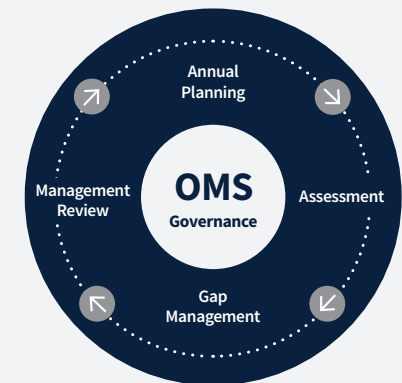 Annual
Planning
Management
Review
OMS
Governance
Assessment
Gap
Management